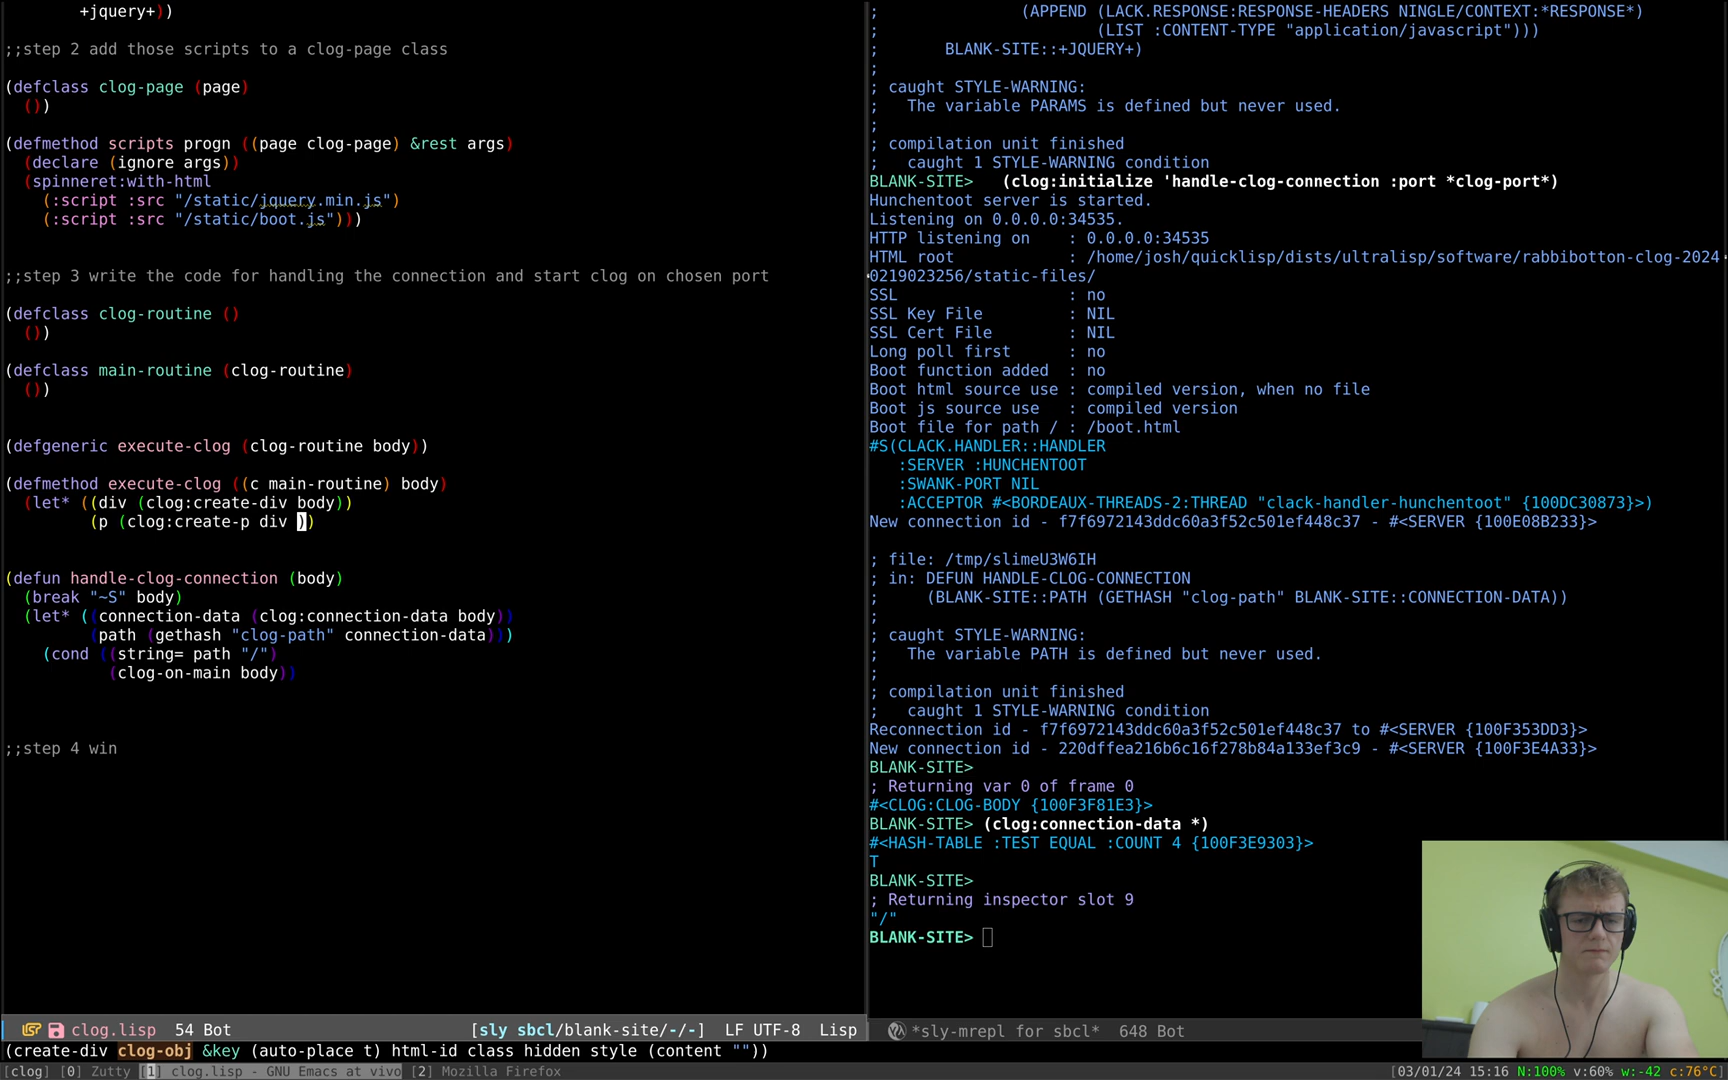 +jquery+))
;;step 2 add those scripts to a clog-page class
(defclass clog-page (page)
())
(defmethod scripts progn ((page clog-page) &rest args)
(declare (ignore args))
(spinneret:with-html
(:script :src "/static/jquery.min.js")
(:script :src "/static/boot.js")))
;;step 3 write the code for handling the connection and start clog on chosen port
(defclass clog-routine ()
())
(defclass main-routine (clog-routine)
())
(defgeneric execute-clog (clog-routine body))
(defmethod execute-clog ((c main-routine) body)
(let* ((div (clog:create-div body))
(p (clog:create-p div ))
(defun handle-clog-connection (body)
(break "~S" body)
(let* ((connection-data (clog:connection-data body))
(path (gethash "clog-path" connection-data)))
(cond ((string= path "/")
(clog-on-main body))
;;step 4 win
clog.lisp 54 Bot [sly sbcl/blank-site/-/-] LF UTF-8 Lisp
; (APPEND (LACK.RESPONSE:RESPONSE-HEADERS NINGLE/CONTEXT:*RESPONSE*)
; (LIST :CONTENT-TYPE "application/javascript")))
; BLANK-SITE::+JQUERY+)
;
; caught STYLE-WARNING:
; The variable PARAMS is defined but never used.
;
; compilation unit finished
; caught 1 STYLE-WARNING condition
BLANK-SITE> (clog:initialize 'handle-clog-connection :port *clog-port*)
Hunchentoot server is started.
Listening on 0.0.0.0:34535.
HTTP listening on : 0.0.0.0:34535
HTML root : /home/josh/quicklisp/dists/ultralisp/software/rabbibotton-clog-2024
0219023256/static-files/
SSL : no
SSL Key File : NIL
SSL Cert File : NIL
Long poll first : no
Boot function added : no
Boot html source use : compiled version, when no file
Boot js source use : compiled version
Boot file for path / : /boot.html
#S(CLACK.HANDLER::HANDLER
:SERVER :HUNCHENTOOT
:SWANK-PORT NIL
:ACCEPTOR #<BORDEAUX-THREADS-2:THREAD "clack-handler-hunchentoot" {100DC30873}>)
New connection id - f7f6972143ddc60a3f52c501ef448c37 - #<SERVER {100E08B233}>
; file: /tmp/slimeU3W6IH
; in: DEFUN HANDLE-CLOG-CONNECTION
; (BLANK-SITE::PATH (GETHASH "clog-path" BLANK-SITE::CONNECTION-DATA))
;
; caught STYLE-WARNING:
; The variable PATH is defined but never used.
;
; compilation unit finished
; caught 1 STYLE-WARNING condition
Reconnection id - f7f6972143ddc60a3f52c501ef448c37 to #<SERVER {100F353DD3}>
New connection id - 220dffea216b6c16f278b84a133ef3c9 - #<SERVER {100F3E4A33}>
BLANK-SITE>
; Returning var 0 of frame 0
#<CLOG:CLOG-BODY {100F3F81E3}>
BLANK-SITE> (clog:connection-data *)
#<HASH-TABLE :TEST EQUAL :COUNT 4 {100F3E9303}>
T
BLANK-SITE>
; Returning inspector slot 9
"/"
BLANK-SITE>
*sly-mrepl for sbcl* 648 Bot
(create-div clog-obj &key (auto-place t) html-id class hidden style (content ""))
[clog] [0] Zutty [1] clog.lisp - GNU Emacs at vivo [2] Mozilla Firefox [03/01/24 15:16 N:100% v:60% w:-42 c:76°C]